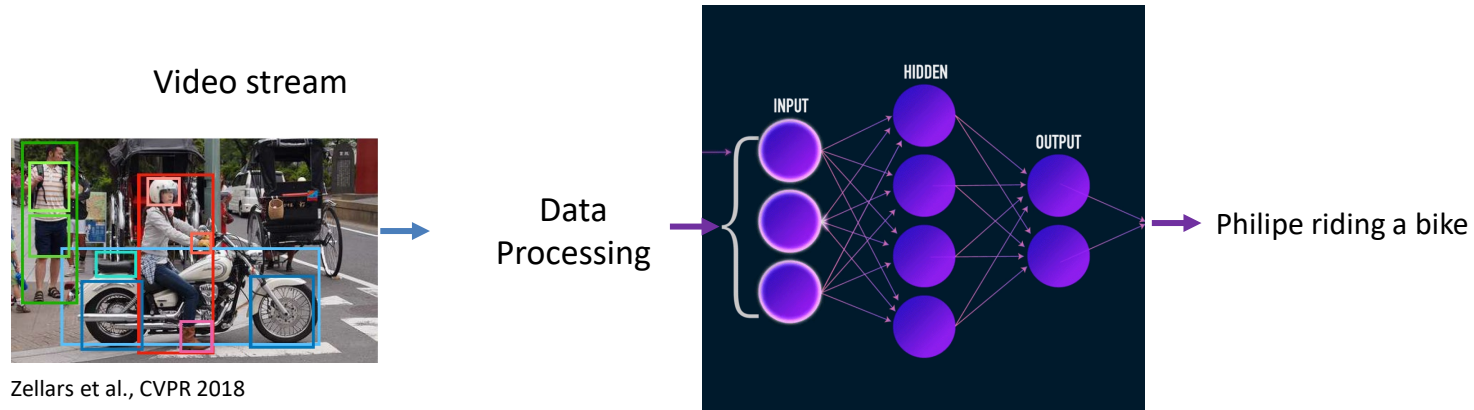 Video stream
Zellars et al., CVPR 2018
Data
Processing
INPUT
HIDDEN
OUTPUT
Philipe riding a bike